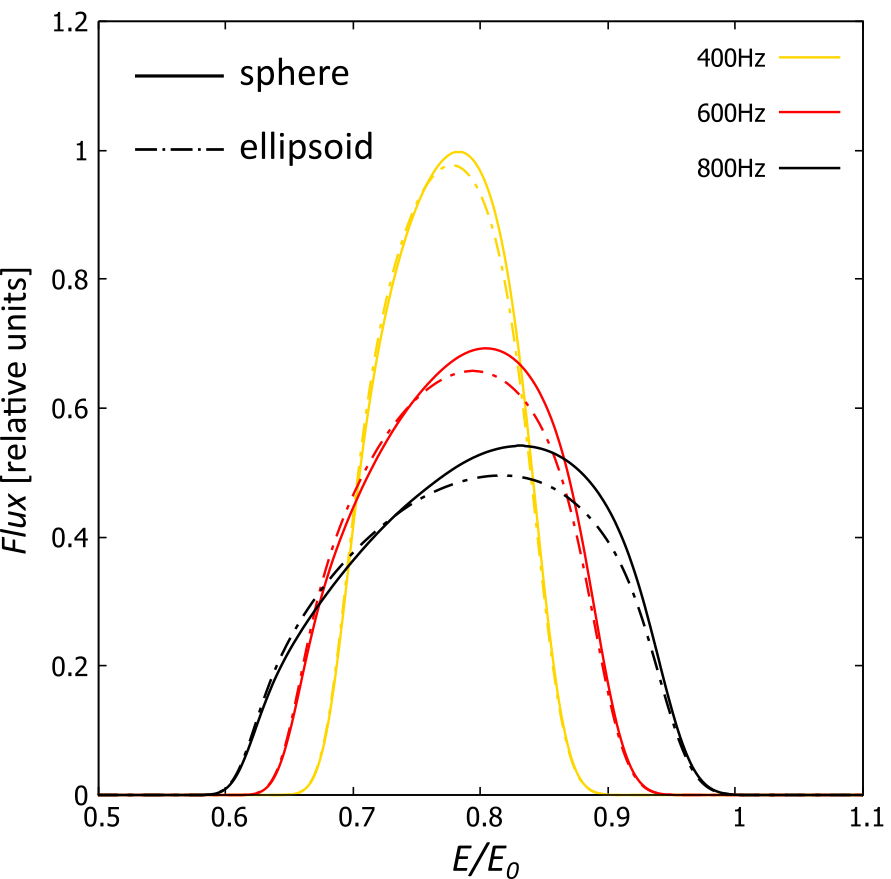 1.2
1
0.8
0.6
0.4
0.2
0
Flux [relative units]
sphere
ellipsoid
400Hz
600Hz
800Hz
0.5 0.6 0.7 0.8 0.9 1 1.1
E/E0